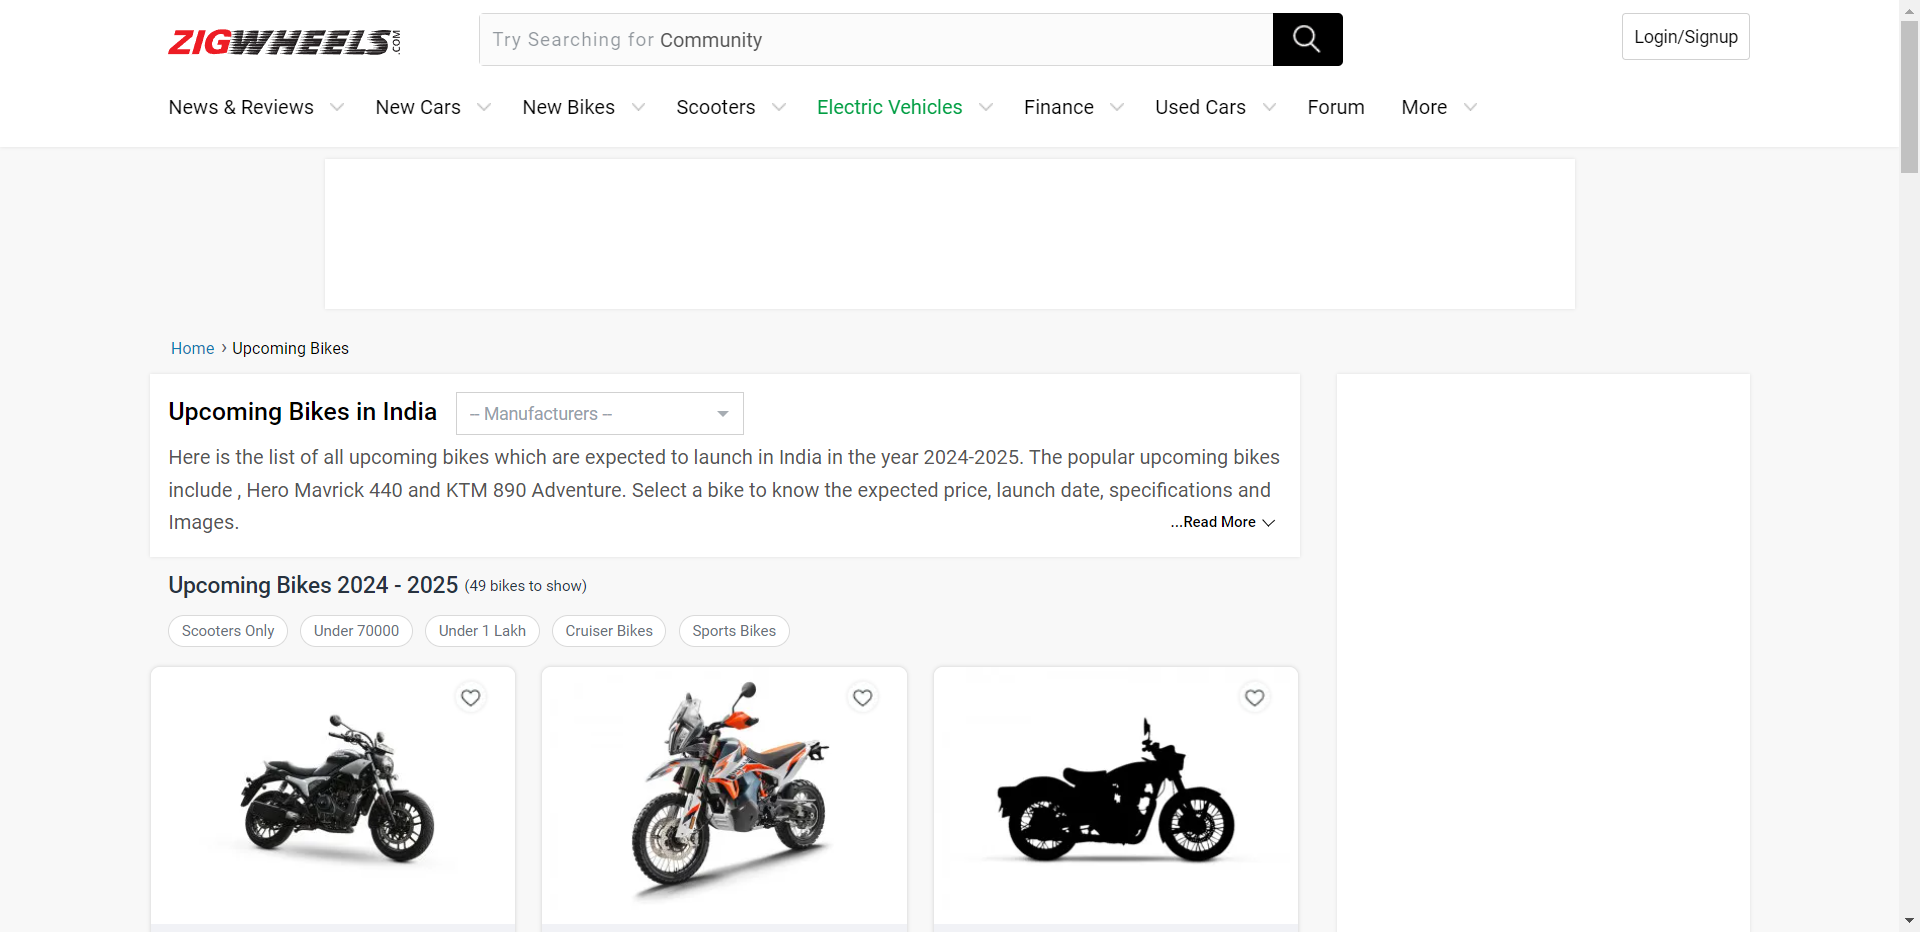 ZIGWHEELS.COM
Try Searching for Community
Login/Signup
News & Reviews New Cars New Bikes Scooters Electric Vehicles Finance Used Cars Forum More
Home › Upcoming Bikes
Upcoming Bikes in India
-- Manufacturers --
Here is the list of all upcoming bikes which are expected to launch in India in the year 2024-2025. The popular upcoming bikes
include , Hero Mavrick 440 and KTM 890 Adventure. Select a bike to know the expected price, launch date, specifications and
Images.
...Read More
Upcoming Bikes 2024 - 2025 (49 bikes to show)
Scooters Only Under 70000 Under 1 Lakh Cruiser Bikes Sports Bikes